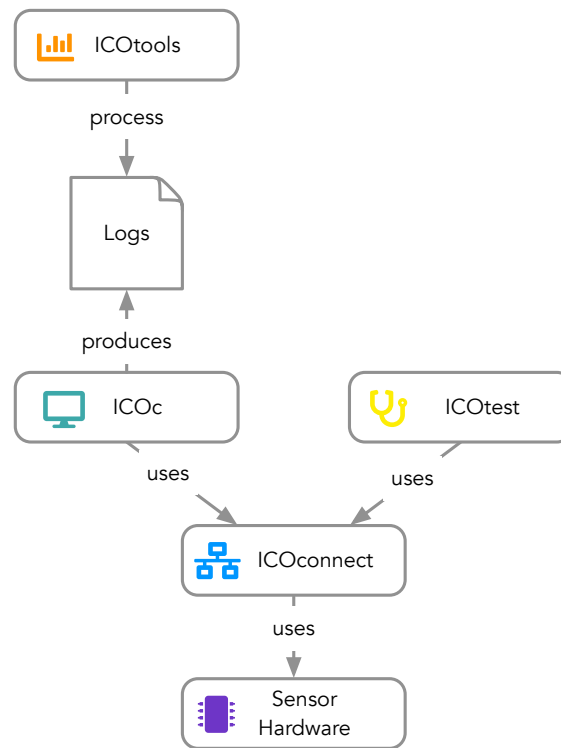 ICOtools
process
Logs
produces
ICOc
ICOtest
uses
uses
ICOconnect
uses
Sensor
Hardware